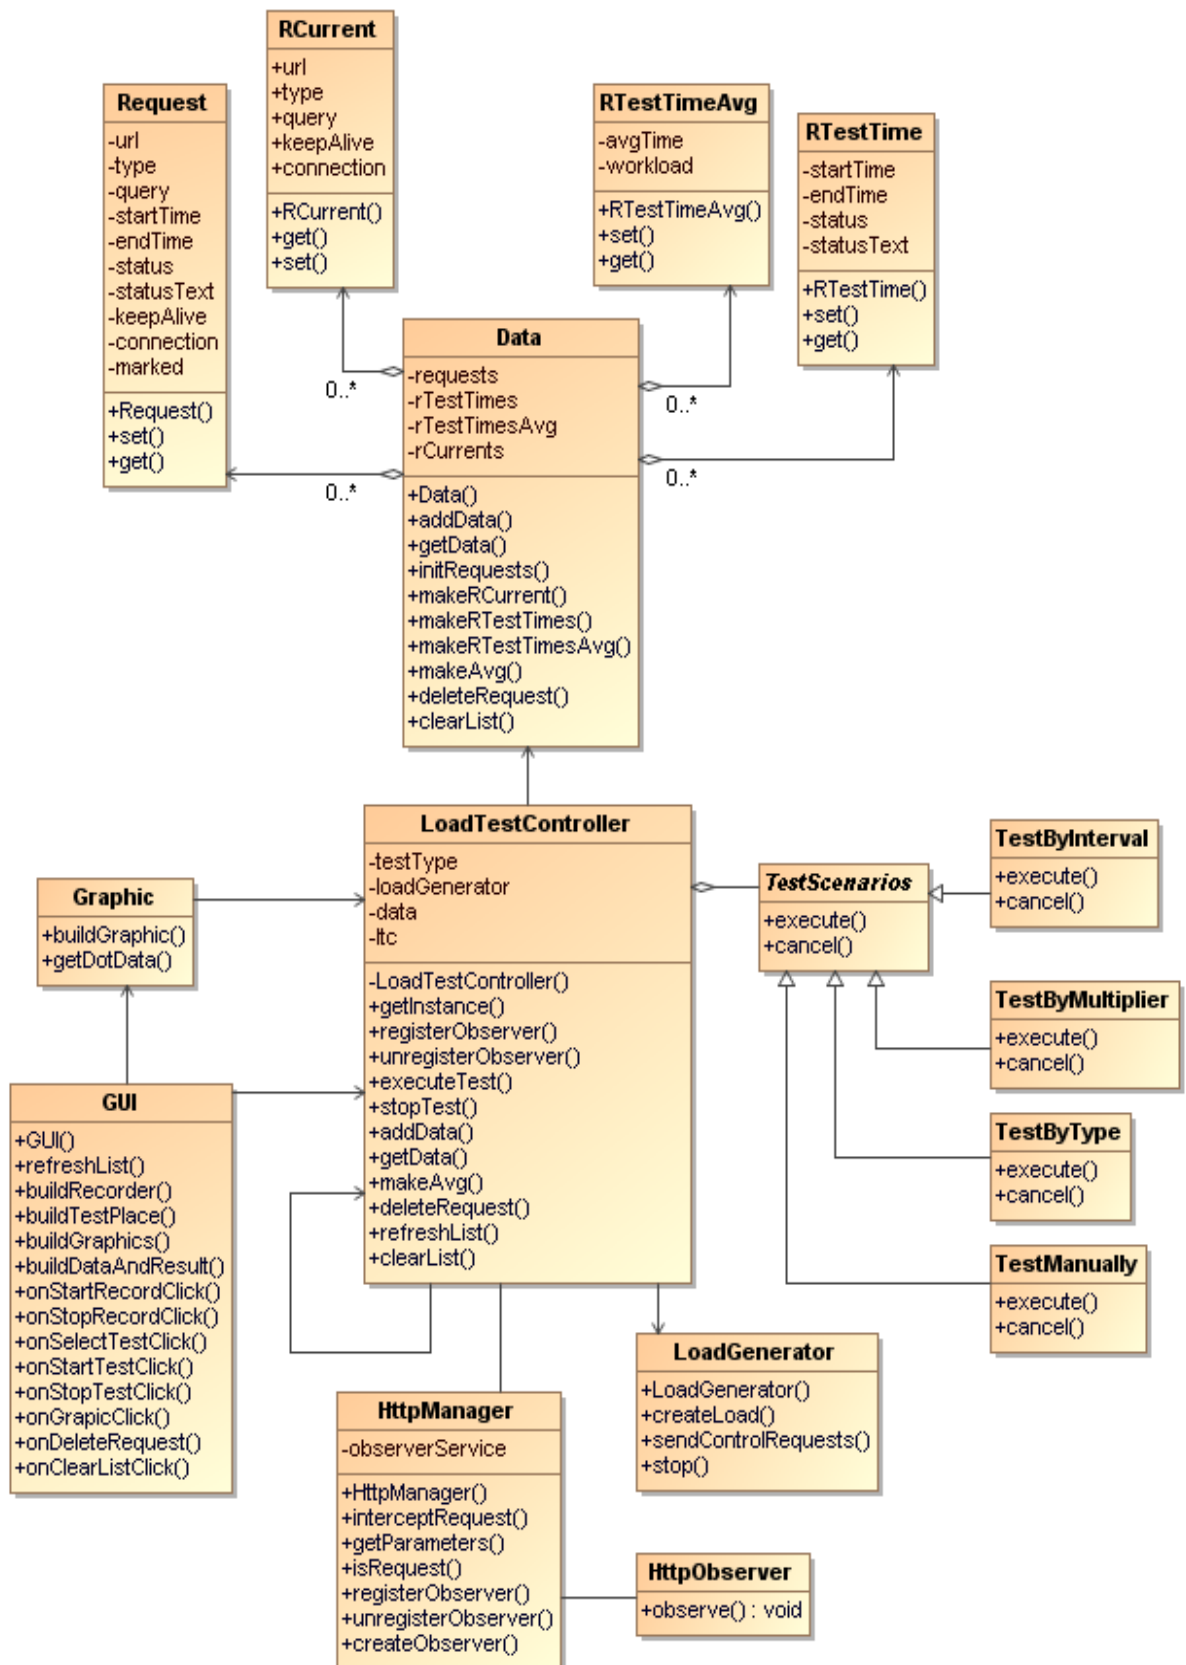 RCurrent
+url
+type
+query
+keepAlive
+connection
+RCurrent()
+get()
+set()
Request
-url
-type
-query
-startTime
-endTime
-status
-statusText
-keepAlive
-connection
-marked
+Request()
+set()
+get()
RTestTimeAvg
-avgTime
-workload
+RTestTimeAvg()
+set()
+get()
RTestTime
-startTime
-endTime
-status
-statusText
+RTestTime()
+set()
+get()
Data
-requests
-rTestTimes
-rTestTimesAvg
-rCurrents
+Data()
+addData()
+getData()
+initRequests()
+makeRCurrent()
+makeRTestTimes()
+makeRTestTimesAvg()
+makeAvg()
+deleteRequest()
+clearList()
0..*
0..*
0..*
0..*
LoadTestController
-testType
-loadGenerator
-data
-ltc
-LoadTestController()
+getInstance()
+registerObserver()
+unregisterObserver()
+executeTest()
+stopTest()
+addData()
+getData()
+makeAvg()
+deleteRequest()
+refreshList()
+clearList()
Graphic
+buildGraphic()
+getDotData()
GUI
+GUI()
+refreshList()
+buildRecorder()
+buildTestPlace()
+buildGraphics()
+buildDataAndResult()
+onStartRecordClick()
+onStopRecordClick()
+onSelectTestClick()
+onStartTestClick()
+onStopTestClick()
+onGrapicClick()
+onDeleteRequest()
+onClearListClick()
TestScenarios
+execute()
+cancel()
TestByInterval
+execute()
+cancel()
TestByMultiplier
+execute()
+cancel()
TestByType
+execute()
+cancel()
TestManually
+execute()
+cancel()
LoadGenerator
+LoadGenerator()
+createLoad()
+sendControlRequests()
+stop()
HttpManager
-observerService
+HttpManager()
+interceptRequest()
+getParameters()
+isRequest()
+registerObserver()
+unregisterObserver()
+createObserver()
HttpObserver
+observe() : void